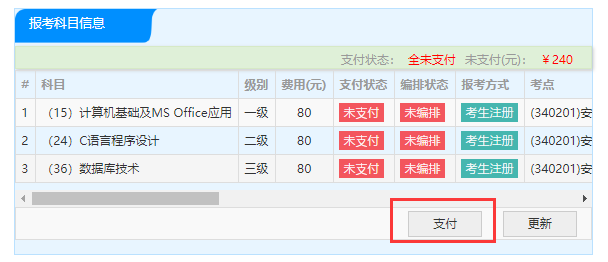 报考科目信息
支付状态： 全未支付 未支付(元)： ￥240
# 科目 级别 费用(元) 支付状态 编排状态 报考方式 考点
1 （15）计算机基础及MS Office应用 一级 80 未支付 未编排 考生注册 (340201)安
2 （24）C语言程序设计 二级 80 未支付 未编排 考生注册 (340201)安
3 （36）数据库技术 三级 80 未支付 未编排 考生注册 (340201)安
支付 更新